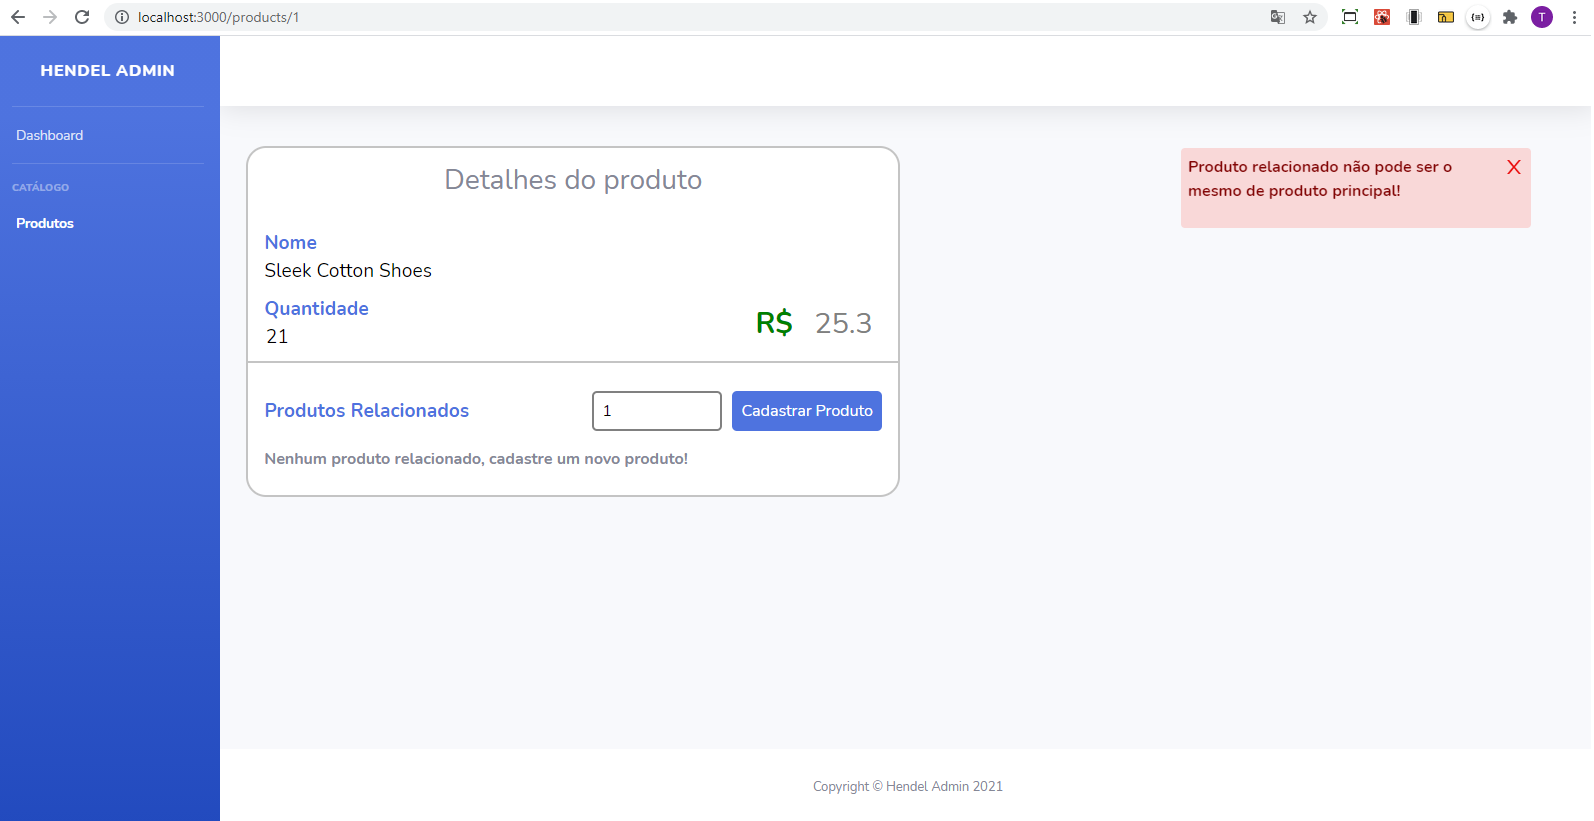 localhost:3000/products/1
T
HENDEL ADMIN
Dashboard
CATÁLOGO
Produtos
Detalhes do produto
Nome
Sleek Cotton Shoes
Quantidade
21
R$ 25.3
Produtos Relacionados
1
Cadastrar Produto
Nenhum produto relacionado, cadastre um novo produto!
Produto relacionado não pode ser o
mesmo de produto principal!
X
Copyright © Hendel Admin 2021